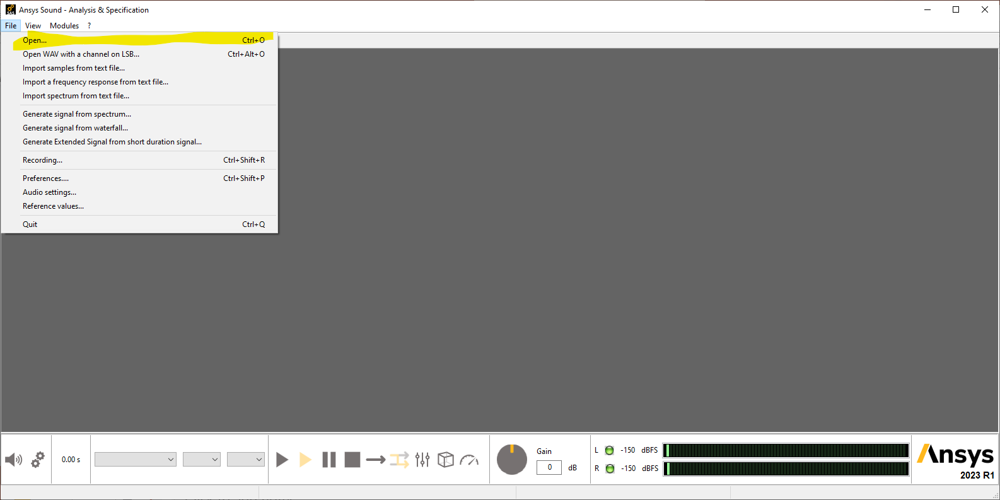 Ansys Sound - Analysis & Specification
File View Modules ?
Open... Ctrl+O
Open WAV with a channel on LSB... Ctrl+Alt+O
Import samples from text file...
Import a frequency response from text file...
Import spectrum from text file...
Generate signal from spectrum...
Generate signal from waterfall...
Generate Extended Signal from short duration signal...
Recording... Ctrl+Shift+R
Preferences.... Ctrl+Shift+P
Audio settings...
Reference values...
Quit Ctrl+Q
0.00 s
Gain
0 dB
L -150 dBFS
R -150 dBFS
Ansys
2023 R1